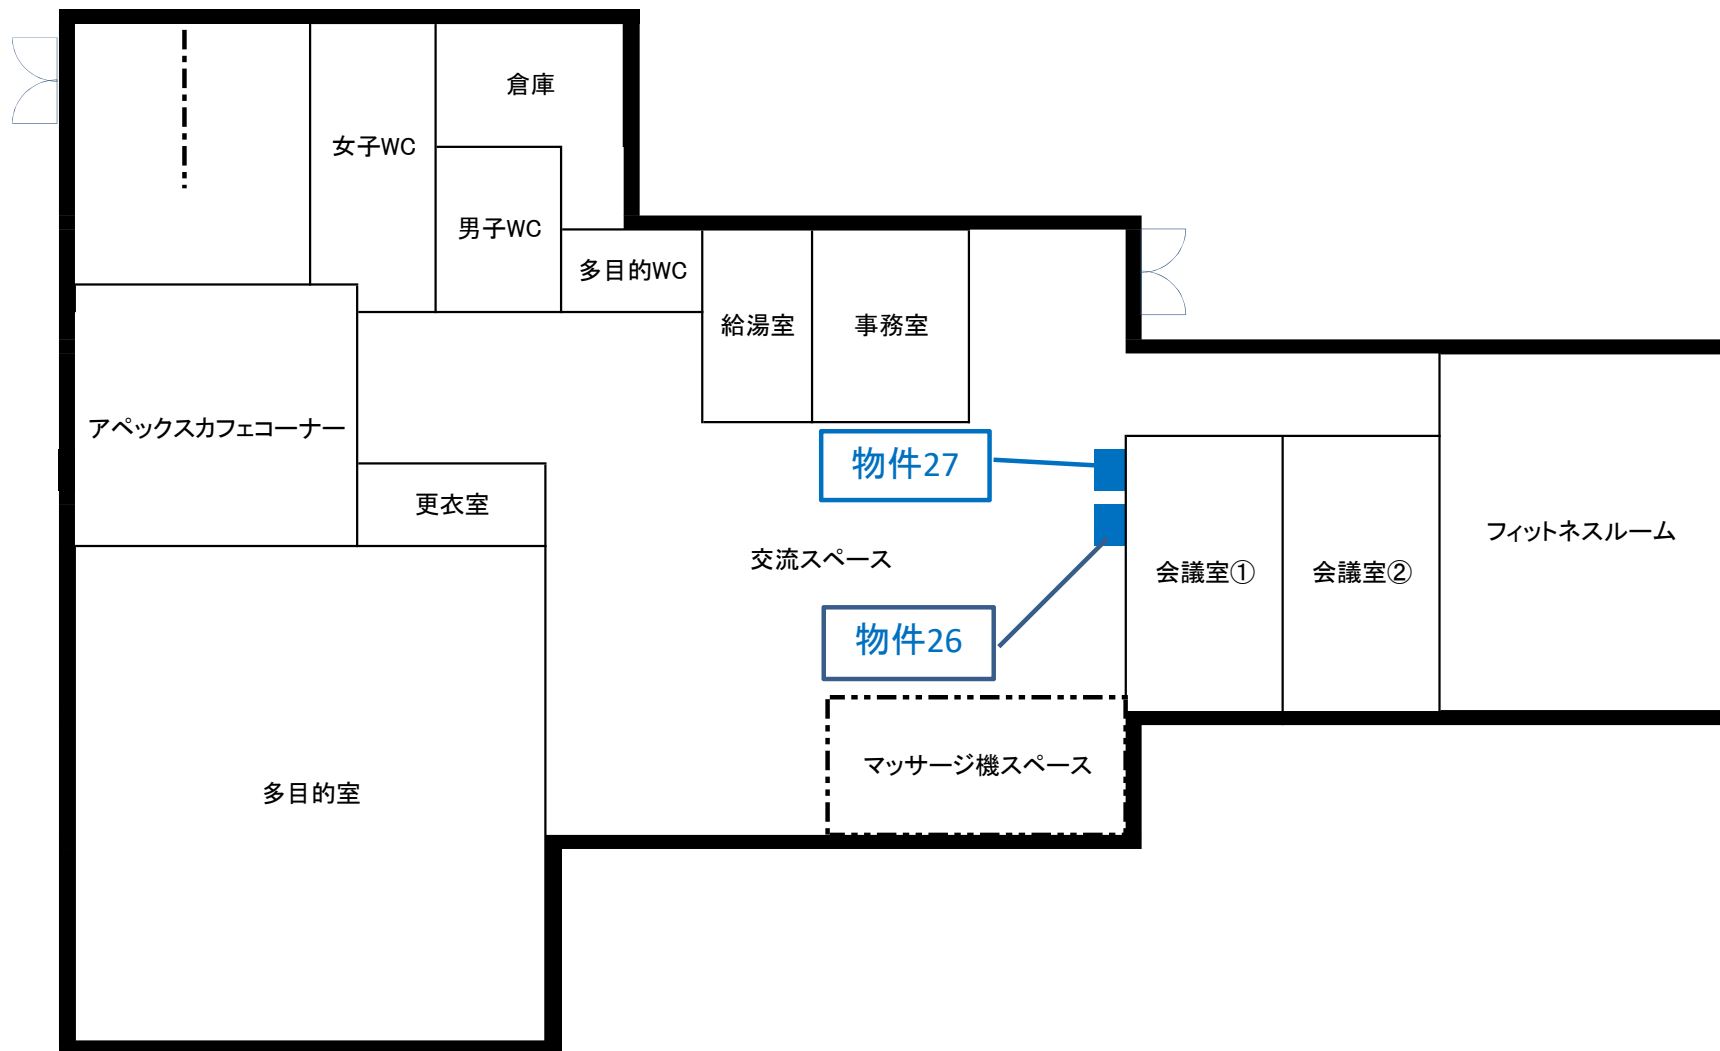 倉庫
女子WC
男子WC
多目的WC
給湯室
事務室
アペックスカフェコーナー
物件27
更衣室
フィットネスルーム
交流スペース
会議室①
会議室②
物件26
マッサージ機スペース
多目的室